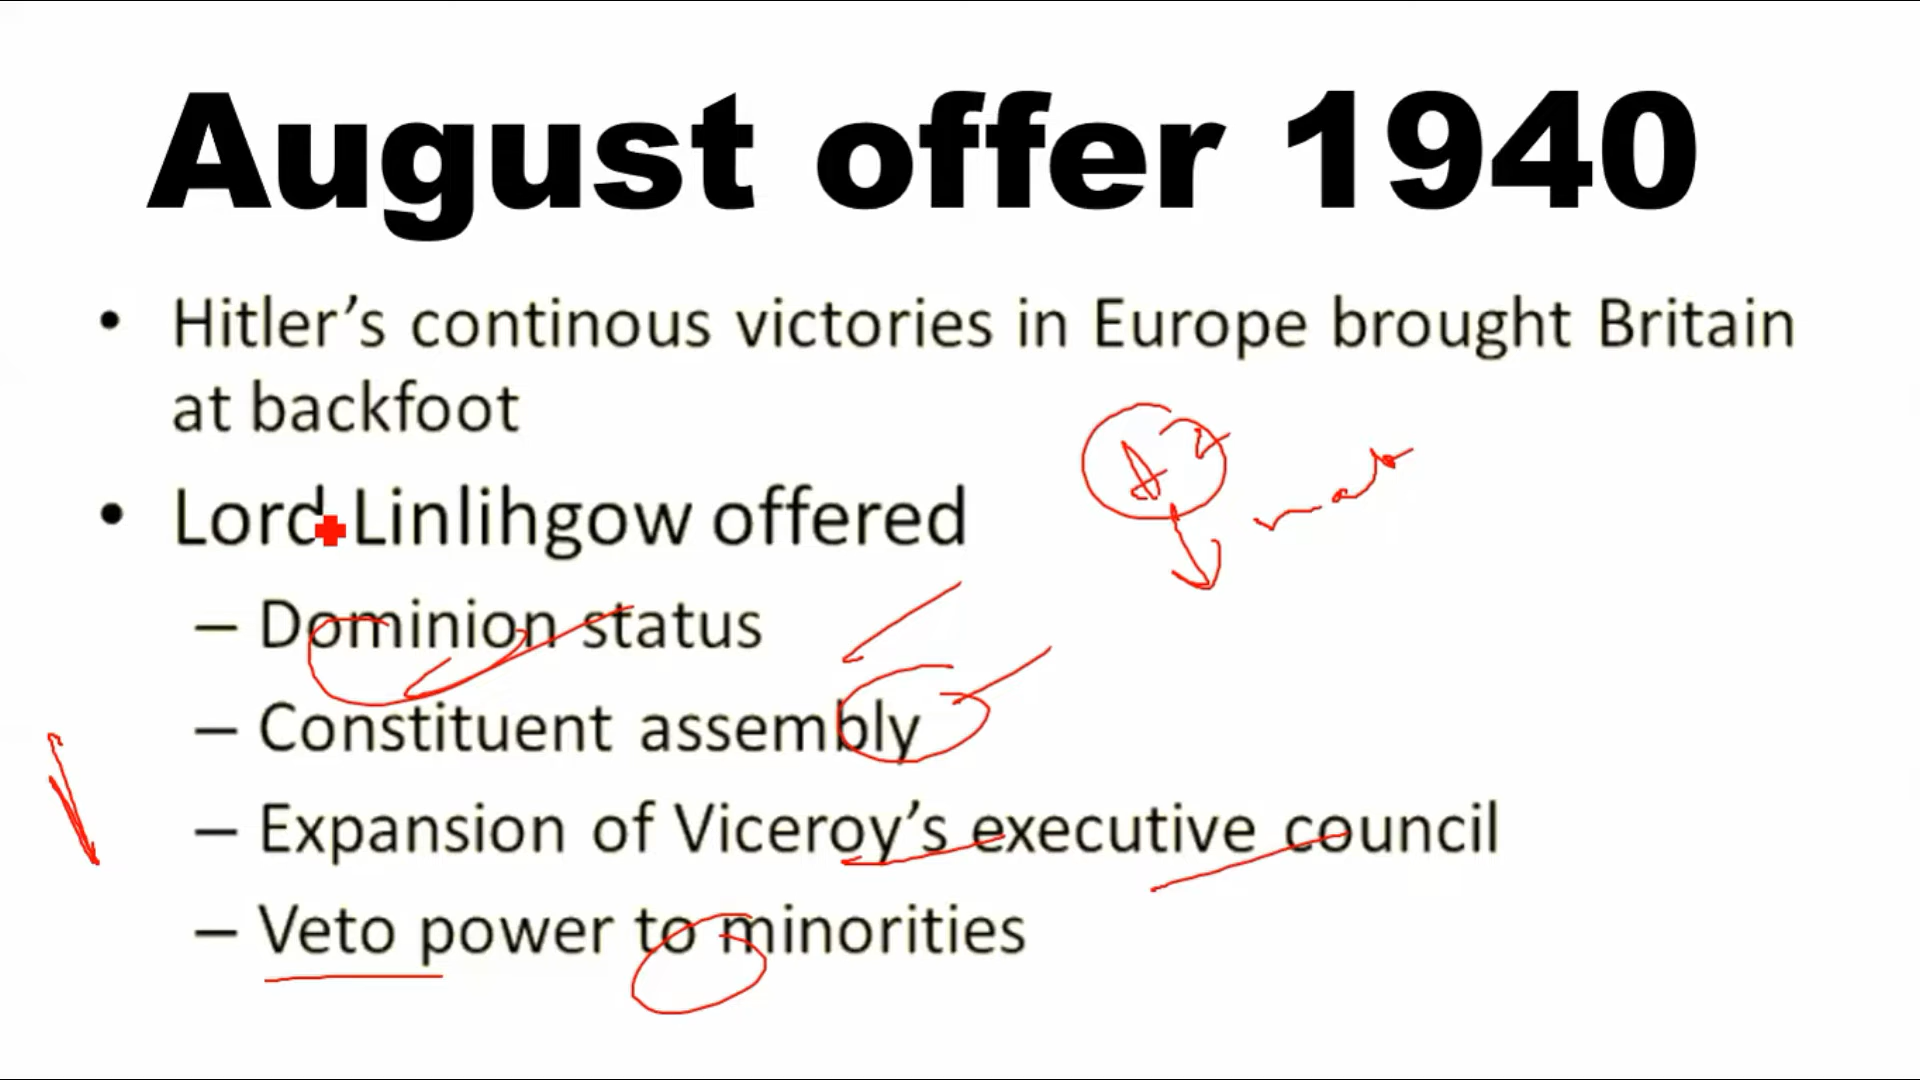 August offer 1940
• Hitler’s continous victories in Europe brought Britain
at backfoot
• Lord Linlihgow offered
– Dominion status
– Constituent assembly
– Expansion of Viceroy’s executive council
– Veto power to minorities